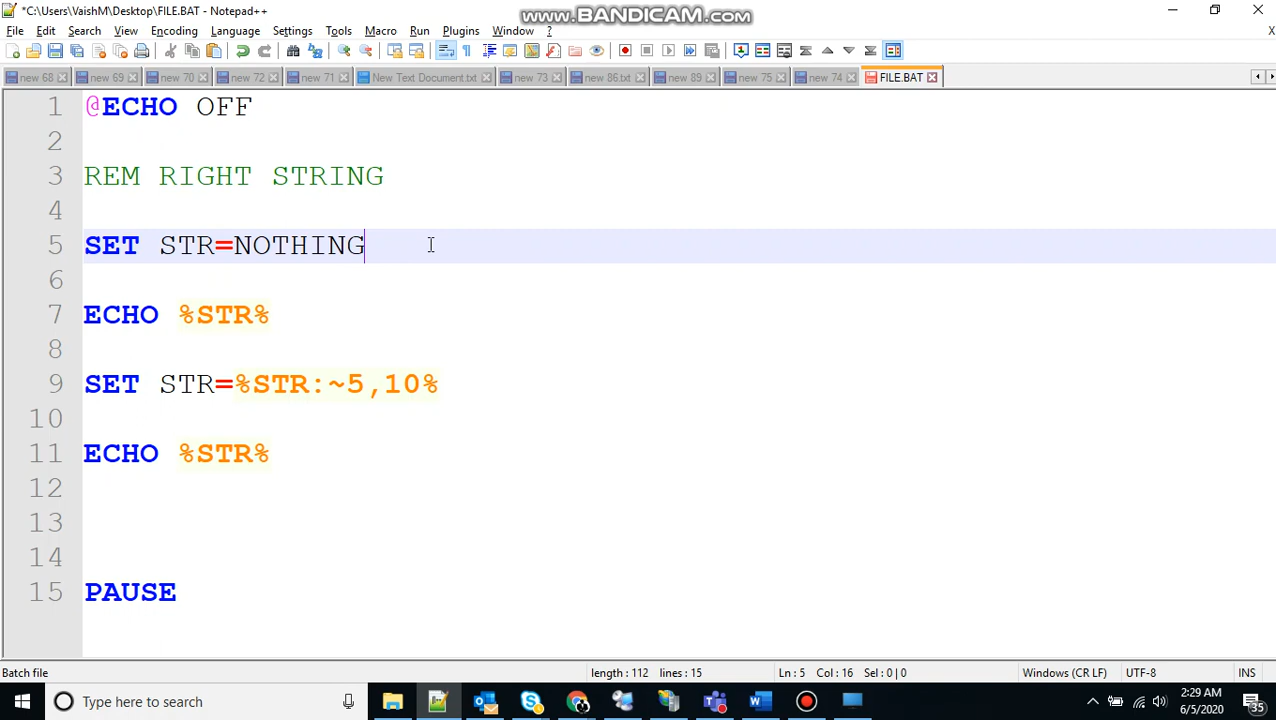 *C:\Users\VaishM\Desktop\FILE.BAT - Notepad++
www.BANDICAM.com
File Edit Search View Encoding Language Settings Tools Macro Run Plugins Window ?
X
new 68 new 69 new 70 new 72 new 71 New Text Document.txt new 73 new 86.txt new 89 new 75 new 74 FILE.BAT
1 @ECHO OFF
2
3 REM RIGHT STRING
4
5 SET STR=NOTHING
6
7 ECHO %STR%
8
9 SET STR=%STR:~5,10%
10
11 ECHO %STR%
12
13
14
15 PAUSE
Batch file length : 112 lines : 15 Ln : 5 Col : 16 Sel : 0 | 0 Windows (CR LF) UTF-8 INS
Type here to search
2:29 AM
6/5/2020
35